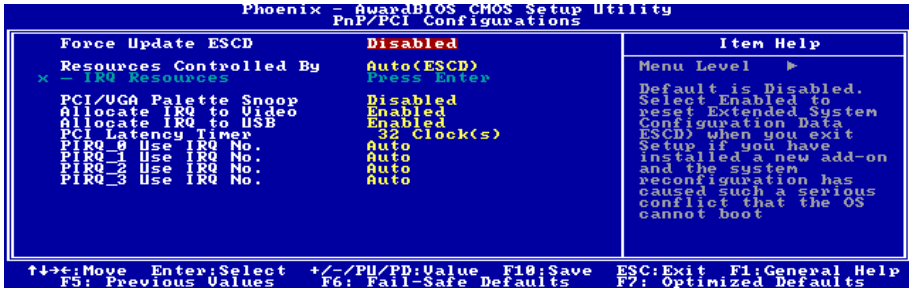 Phoenix - AwardBIOS CMOS Setup Utility
PnP/PCI Configurations
Force Update ESCD Disabled
Resources Controlled By Auto(ESCD)
x - IRQ Resources Press Enter
PCI/VGA Palette Snoop Disabled
Allocate IRQ to Video Enabled
Allocate IRQ to USB Enabled
PCI Latency Timer 32 Clock(s)
PIRQ_0 Use IRQ No. Auto
PIRQ_1 Use IRQ No. Auto
PIRQ_2 Use IRQ No. Auto
PIRQ_3 Use IRQ No. Auto
Item Help
Menu Level ►
Default is Disabled.
Select Enabled to
reset Extended System
Configuration Data
ESCD) when you exit
Setup if you have
installed a new add-on
and the system
reconfiguration has
caused such a serious
conflict that the OS
cannot boot
↑↓→←:Move Enter:Select +/-/PU/PD:Value F10:Save ESC:Exit F1:General Help
F5: Previous Values F6: Fail-Safe Defaults F7: Optimized Defaults